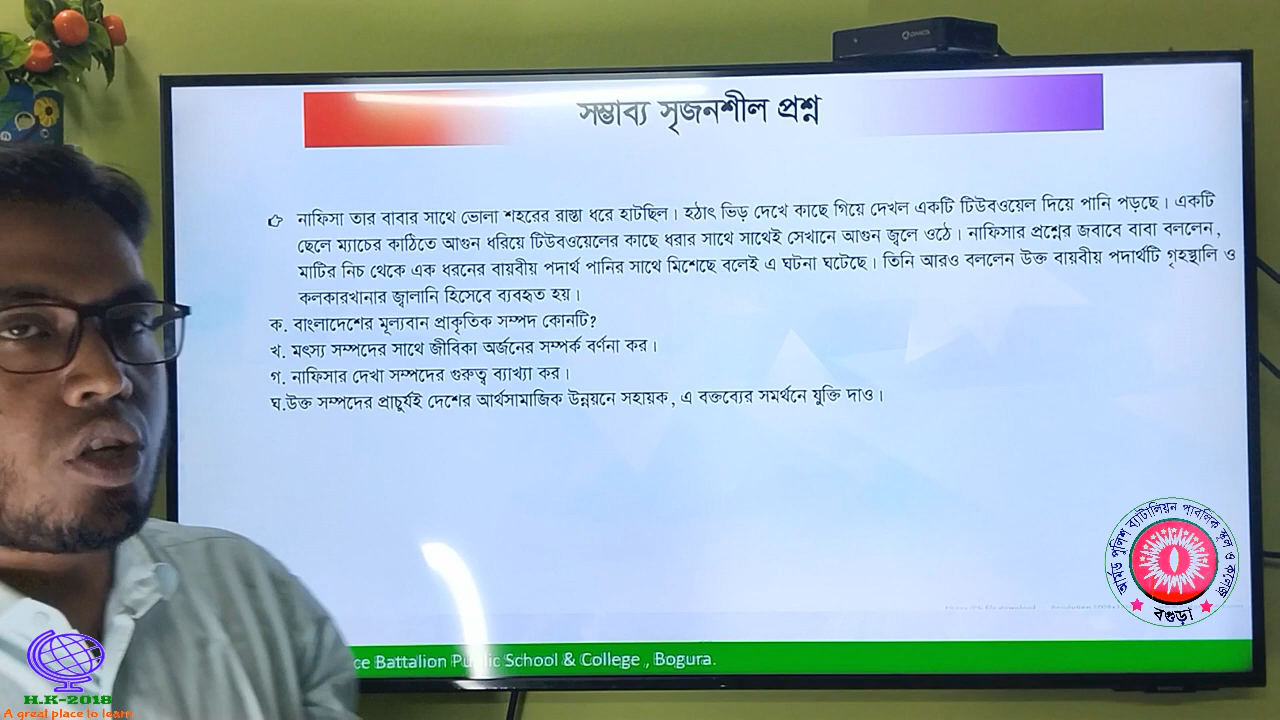 সম্ভাব্য সৃজনশীল প্রশ্ন
নাফিসা তার বাবার সাথে ভোলা শহরের রাস্তা ধরে হাটছিল। হঠাৎ ভিড় দেখে কাছে গিয়ে দেখল একটি টিউবওয়েল দিয়ে পানি পড়ছে। একটি
ছেলে ম্যাচের কাঠিতে আগুন ধরিয়ে টিউবওয়েলের কাছে ধরার সাথে সাথেই সেখানে আগুন জ্বলে ওঠে। নাফিসার প্রশ্নের জবাবে বাবা বললেন,
মাটির নিচ থেকে এক ধরনের বায়বীয় পদার্থ পানির সাথে মিশেছে বলেই এ ঘটনা ঘটেছে। তিনি আরও বললেন উক্ত বায়বীয় পদার্থটি গৃহস্থালি ও
কলকারখানার জ্বালানি হিসেবে ব্যবহৃত হয়।
ক. বাংলাদেশের মূল্যবান প্রাকৃতিক সম্পদ কোনটি?
খ. মৎস্য সম্পদের সাথে জীবিকা অর্জনের সম্পর্ক বর্ণনা কর।
গ. নাফিসার দেখা সম্পদের গুরুত্ব ব্যাখ্যা কর।
ঘ.উক্ত সম্পদের প্রাচুর্যই দেশের আর্থসামাজিক উন্নয়নে সহায়ক, এ বক্তব্যের সমর্থনে যুক্তি দাও।
আর্মড পুলিশ ব্যাটালিয়ন পাবলিক স্কুল ও কলেজ
বগুড়া
ce Battalion Public School & College , Bogura.
H.K-2018
A great place to learn